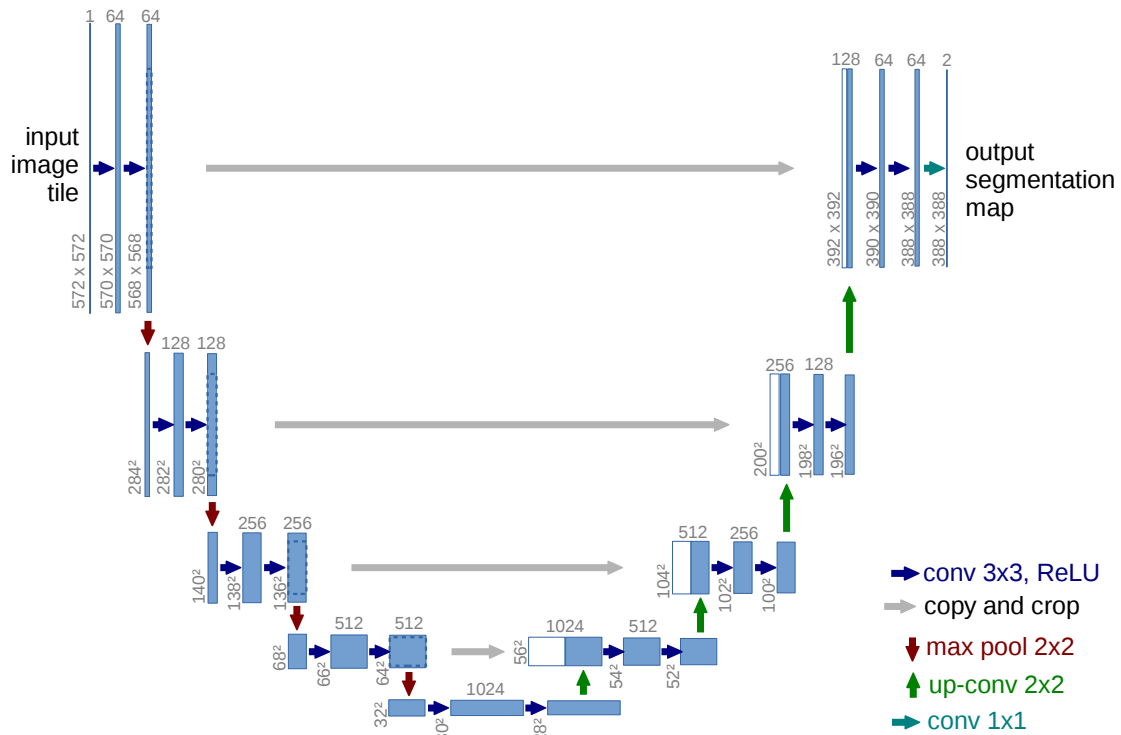 1
64
64
input
image
tile
572 x 572
570 x 570
568 x 568
128
64
64
2
output
segmentation
map
392 x 392
390 x 390
388 x 388
388 x 388
128
128
284²
282²
280²
256
128
200²
198²
196²
256
256
140²
138²
136²
512
256
104²
102²
100²
512
512
68²
66²
64²
1024
512
56²
54²
52²
1024
32²
conv 3x3, ReLU
copy and crop
max pool 2x2
up-conv 2x2
conv 1x1